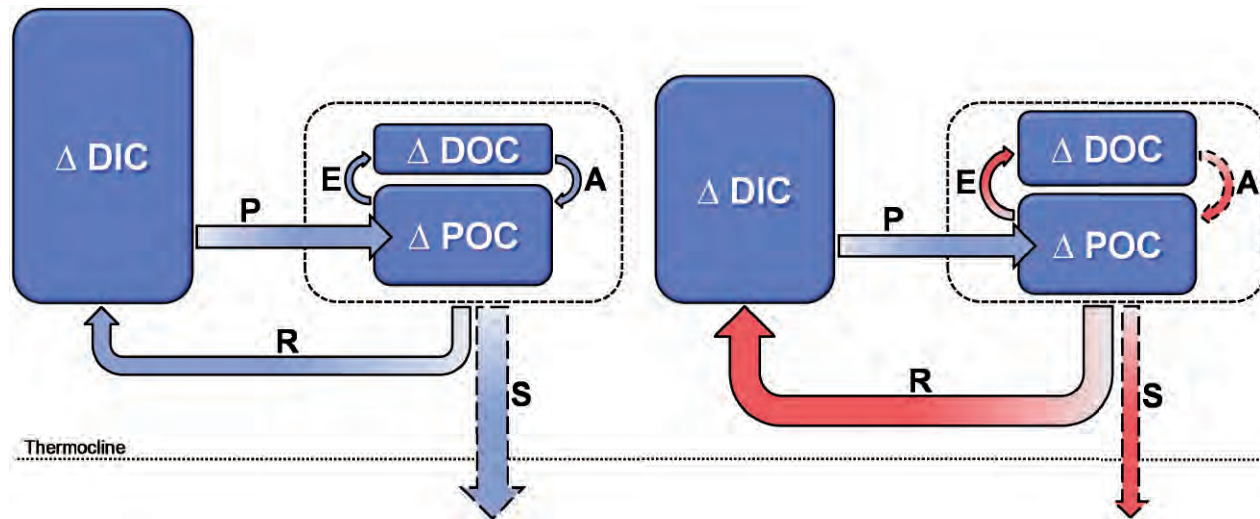 Δ DIC
Δ DOC
E
A
P
Δ POC
R
S
Thermocline
Δ DIC
Δ DOC
E
A
P
Δ POC
R
S